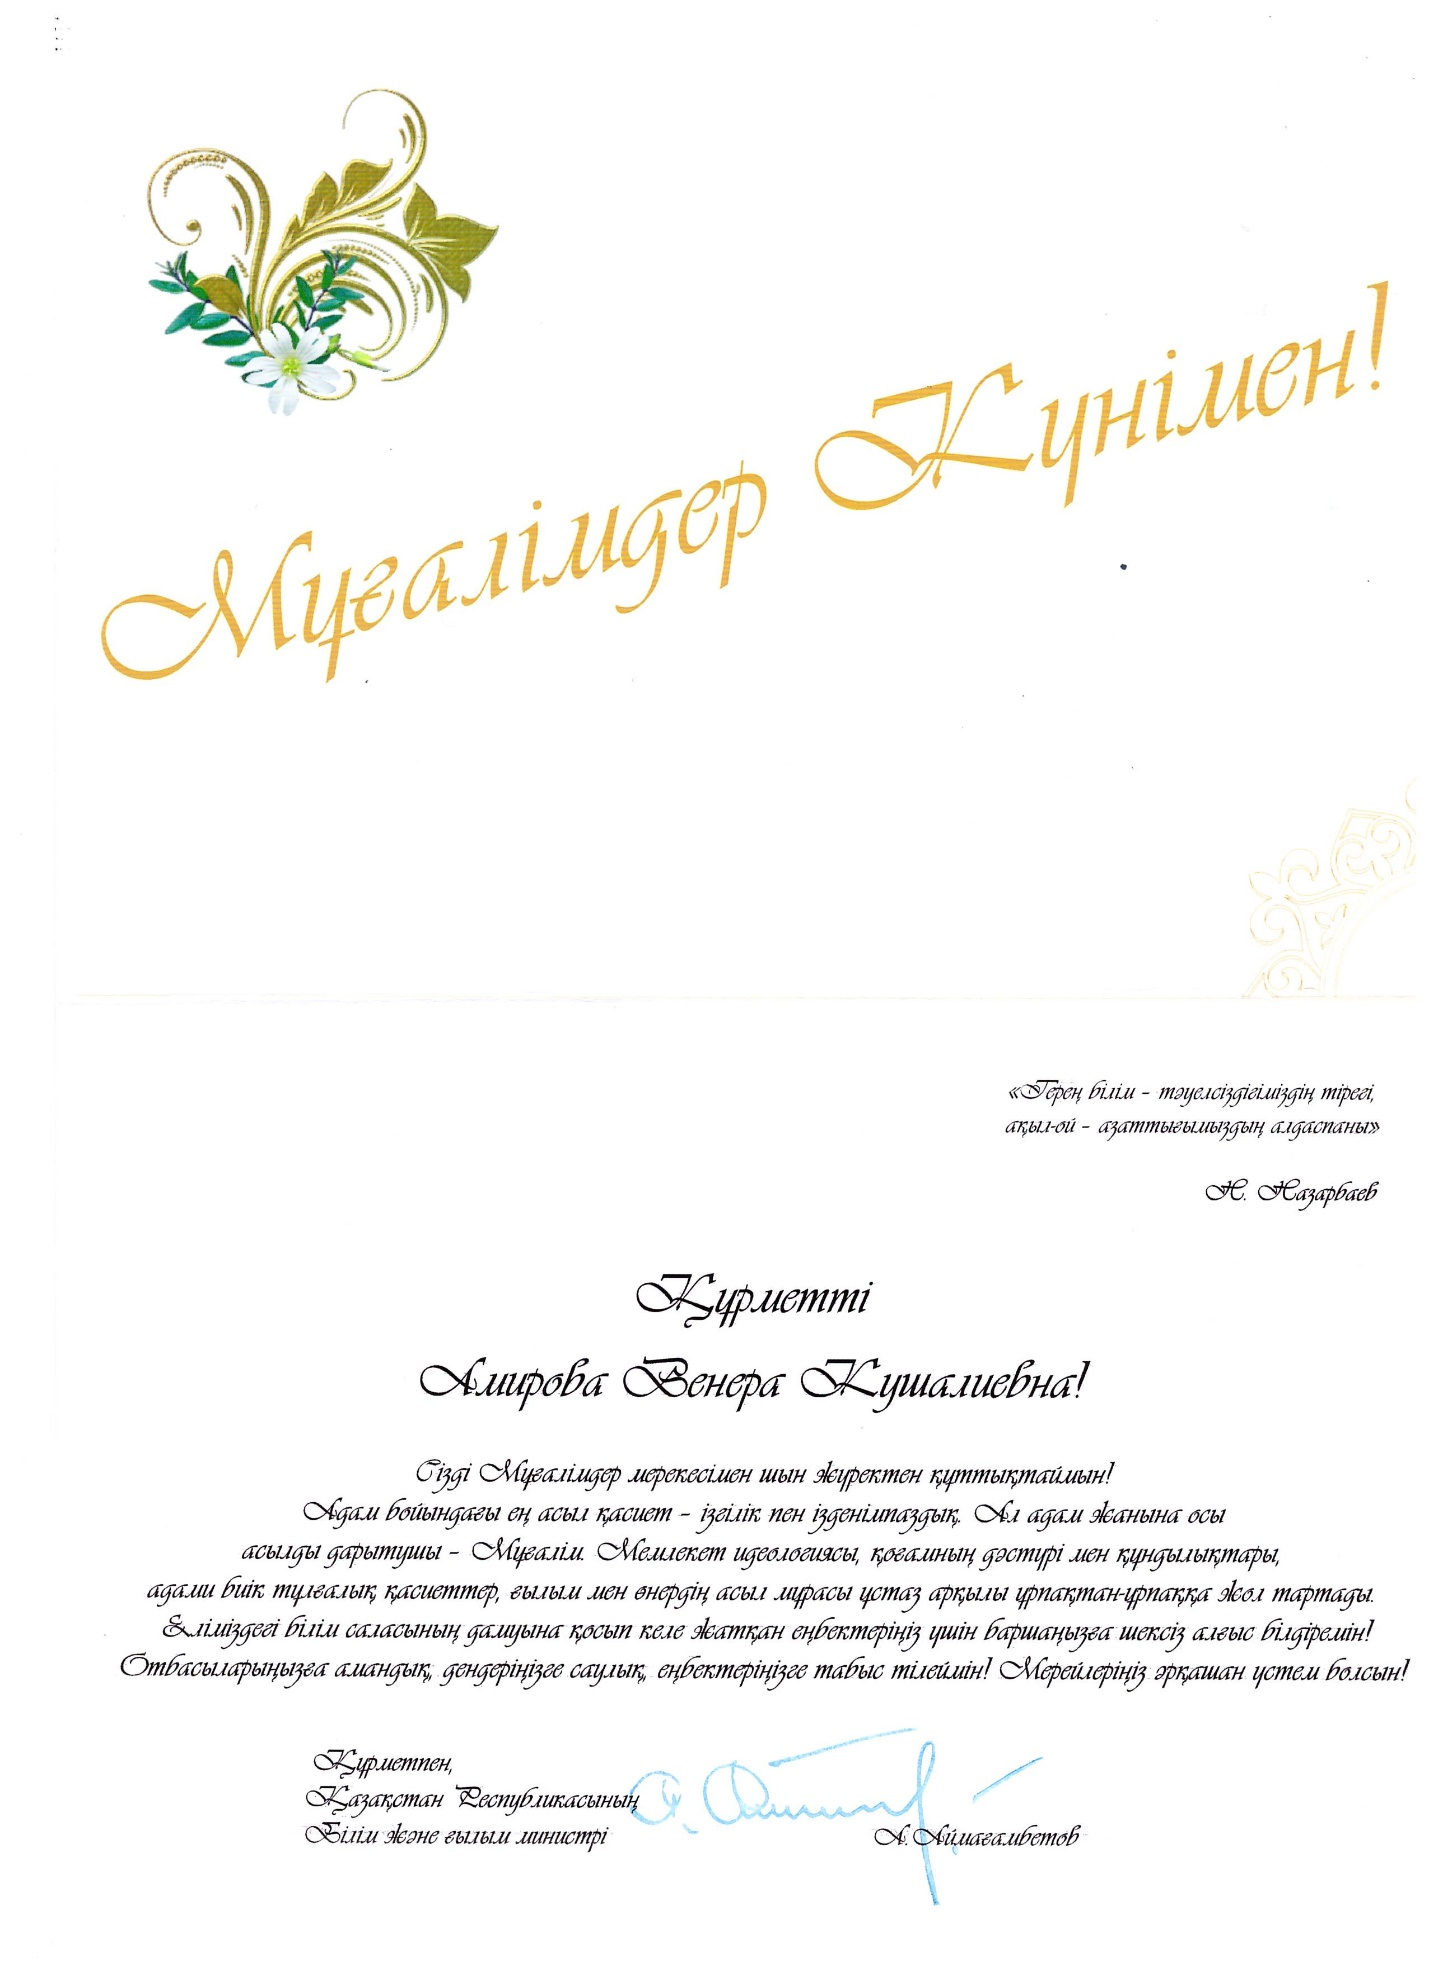 Мұғалімдер Күнімен!
«Терең білім – тәуелсіздігіміздің тірегі,
ақыл-ой – азаттығымыздың алдаспаны»
Н. Назарбаев
Құрметті
Амирова Венера Кушалиевна!
Сізді Мұғалімдер мерекесімен шын жүректен құттықтаймын!
Адам бойындағы ең асыл қасиет – ізгілік пен ізденімпаздық. Ал адам жанына осы
асылды дарытушы – Мұғалім. Мемлекет идеологиясы, қоғамның дәстүрі мен құндылықтары,
адами биік тұлғалық қасиеттер, ғылым мен өнердің асыл мұрасы ұстаз арқылы ұрпақтан-ұрпаққа жол тартады.
Еліміздегі білім саласының дамуына қосып келе жатқан еңбектеріңіз үшін баршаңызға шексіз алғыс білдіремін!
Отбасыларыңызға амандық, дендеріңізге саулық, еңбектеріңізге табыс тілеймін! Мерейлеріңіз әрқашан үстем болсын!
Құрметпен,
Қазақстан Республикасының
Білім және ғылым министрі А. Аймағамбетов